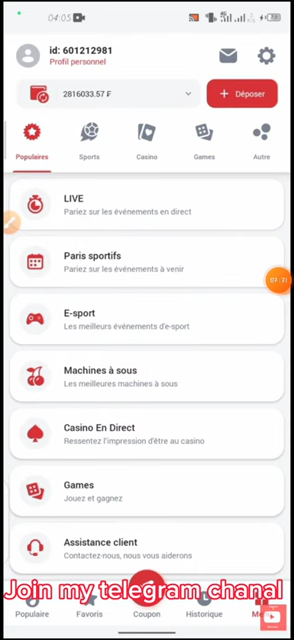 04:05
id: 601212981
Profil personnel
2816033.57 ₣
Déposer
Populaires
Sports
Casino
Games
Autre
LIVE
Pariez sur les événements en direct
Paris sportifs
Pariez sur les événements à venir
E-sport
Les meilleurs événements d'e-sport
Machines à sous
Les meilleures machines à sous
Casino En Direct
Ressentez l'impression d'être au casino
Games
Jouez et gagnez
Assistance client
Contactez-nous, nous vous aiderons
Join my telegram chanal
Populaire
Favoris
Coupon
Historique